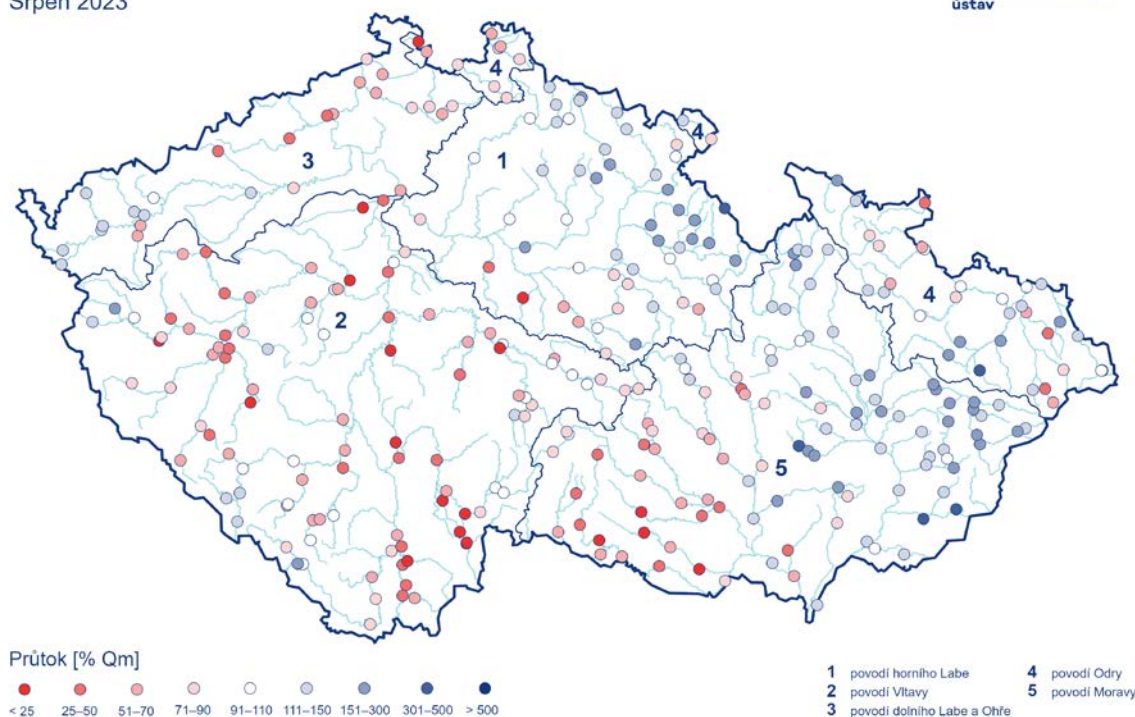 Srpen 2023
ústav
4
4
1
3
4
2
5
Průtok [% Qm]
< 25 25–50 51–70 71–90 91–110 111–150 151–300 301–500 > 500
1 povodí horního Labe
2 povodí Vltavy
3 povodí dolního Labe a Ohře
4 povodí Odry
5 povodí Moravy